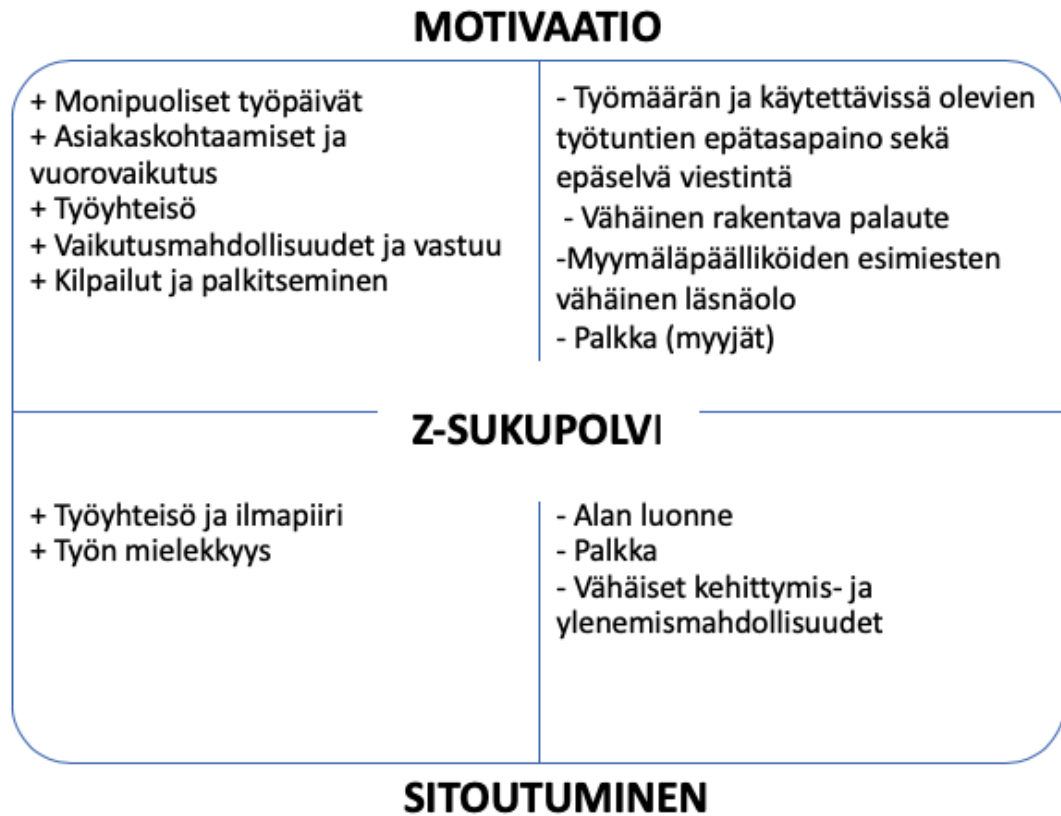 MOTIVAATIO
+ Monipuoliset työpäivät
+ Asiakaskohtaamiset ja
vuorovaikutus
+ Työyhteisö
+ Vaikutusmahdollisuudet ja vastuu
+ Kilpailut ja palkitseminen
- Työmäärän ja käytettävissä olevien
työtuntien epätasapaino sekä
epäselvä viestintä
- Vähäinen rakentava palaute
-Myymäläpäälliköiden esimiesten
vähäinen läsnäolo
- Palkka (myyjät)
Z-SUKUPOLVI
+ Työyhteisö ja ilmapiiri
+ Työn mielekkyys
- Alan luonne
- Palkka
- Vähäiset kehittymis- ja
ylenemismahdollisuudet
SITOUTUMINEN